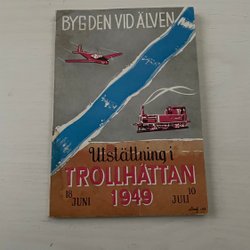 BYGDEN VID ÄLVEN
Utställning i
TROLLHÄTTAN
18 JUNI 1949 10 JULI